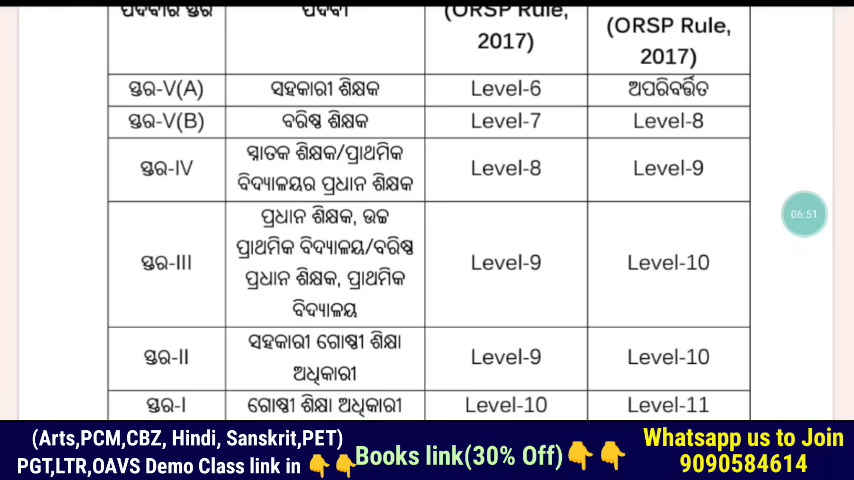 ପଦବୀର ସ୍ତର
ପଦବୀ
(ORSP Rule,
2017)
(ORSP Rule,
2017)
ସ୍ତର-V(A)
ସହକାରୀ ଶିକ୍ଷକ
Level-6
ଅପରିବର୍ତ୍ତିତ
ସ୍ତର-V(B)
ବରିଷ୍ଠ ଶିକ୍ଷକ
Level-7
Level-8
ସ୍ତର-IV
ସ୍ନାତକ ଶିକ୍ଷକ/ପ୍ରାଥମିକ
ବିଦ୍ୟାଳୟର ପ୍ରଧାନ ଶିକ୍ଷକ
Level-8
Level-9
ସ୍ତର-III
ପ୍ରଧାନ ଶିକ୍ଷକ, ଉଚ୍ଚ
ପ୍ରାଥମିକ ବିଦ୍ୟାଳୟ/ବରିଷ୍ଠ
ପ୍ରଧାନ ଶିକ୍ଷକ, ପ୍ରାଥମିକ
ବିଦ୍ୟାଳୟ
Level-9
Level-10
ସ୍ତର-II
ସହକାରୀ ଗୋଷ୍ଠୀ ଶିକ୍ଷା
ଅଧିକାରୀ
Level-9
Level-10
ସ୍ତର-I
ଗୋଷ୍ଠୀ ଶିକ୍ଷା ଅଧିକାରୀ
Level-10
Level-11
06:51
(Arts,PCM,CBZ, Hindi, Sanskrit,PET)
PGT,LTR,OAVS Demo Class link in 👇👇
Books link(30% Off)👇👇
Whatsapp us to Join
9090584614